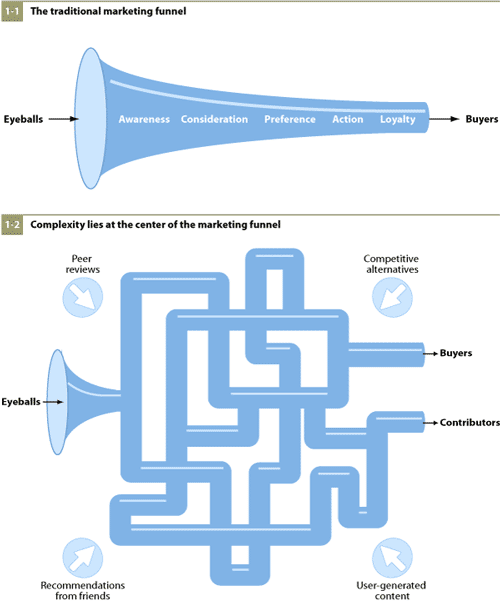 1-1 The traditional marketing funnel
Eyeballs
Awareness Consideration Preference Action Loyalty
Buyers
1-2 Complexity lies at the center of the marketing funnel
Peer
reviews
Competitive
alternatives
Eyeballs
Buyers
Contributors
Recommendations
from friends
User-generated
content